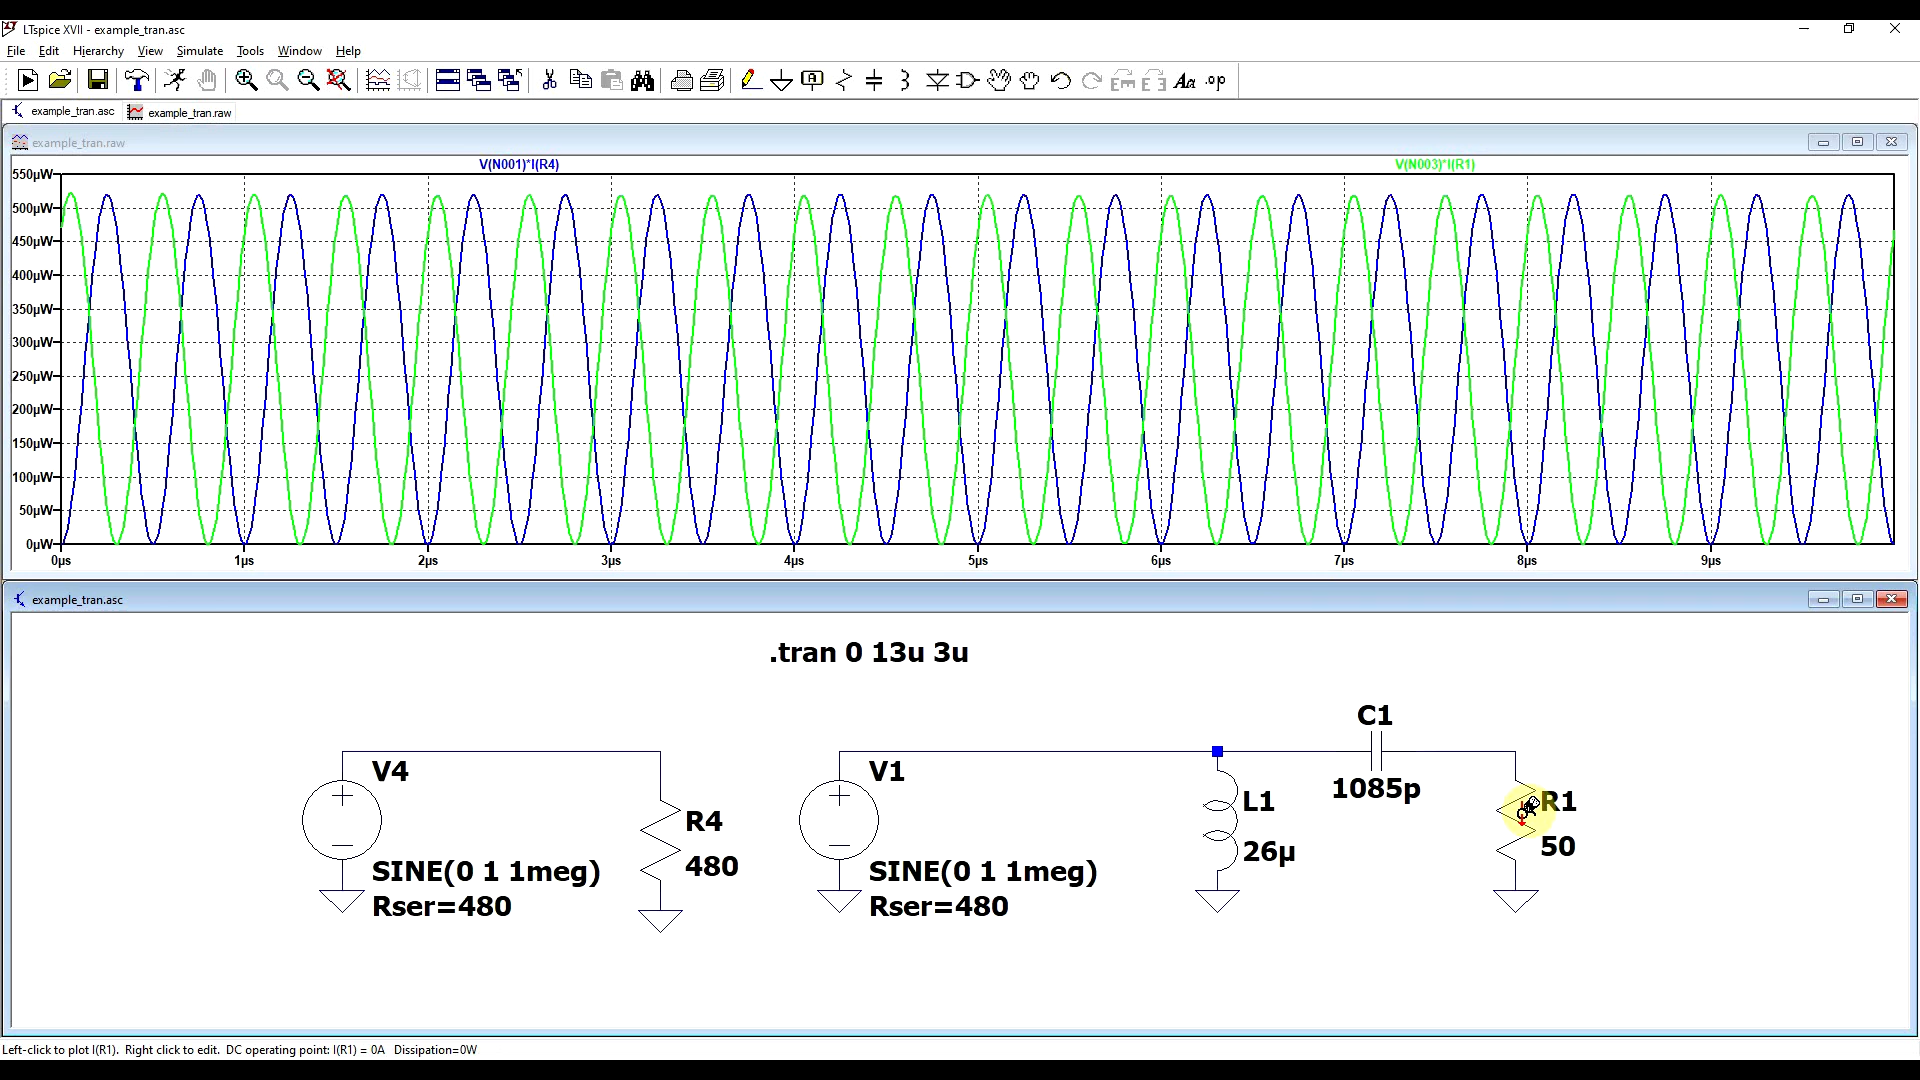 LTspice XVII - example_tran.asc
File Edit Hierarchy View Simulate Tools Window Help
A Aa .op
example_tran.asc example_tran.raw
example_tran.raw
V(N001)*I(R4) V(N003)*I(R1)
550µW
500µW
450µW
400µW
350µW
300µW
250µW
200µW
150µW
100µW
50µW
0µW
0µs 1µs 2µs 3µs 4µs 5µs 6µs 7µs 8µs 9µs
example_tran.asc
.tran 0 13u 3u
C1
V4 V1
1085p
L1 R1
R4
26µ 50
480
SINE(0 1 1meg) SINE(0 1 1meg)
Rser=480 Rser=480
Left-click to plot I(R1). Right click to edit. DC operating point: I(R1) = 0A Dissipation=0W